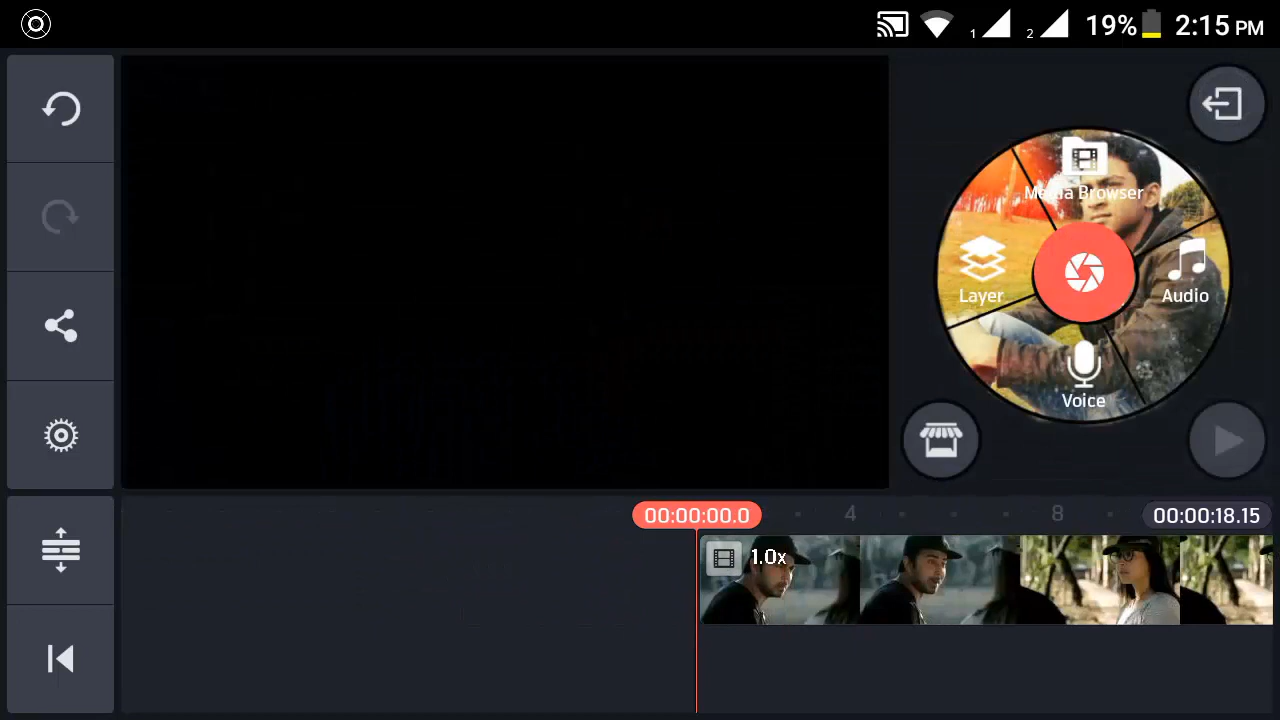 1 2 19% 2:15 PM
Media Browser
Layer
Audio
Voice
00:00:00.0 4 8 00:00:18.15
1.0x